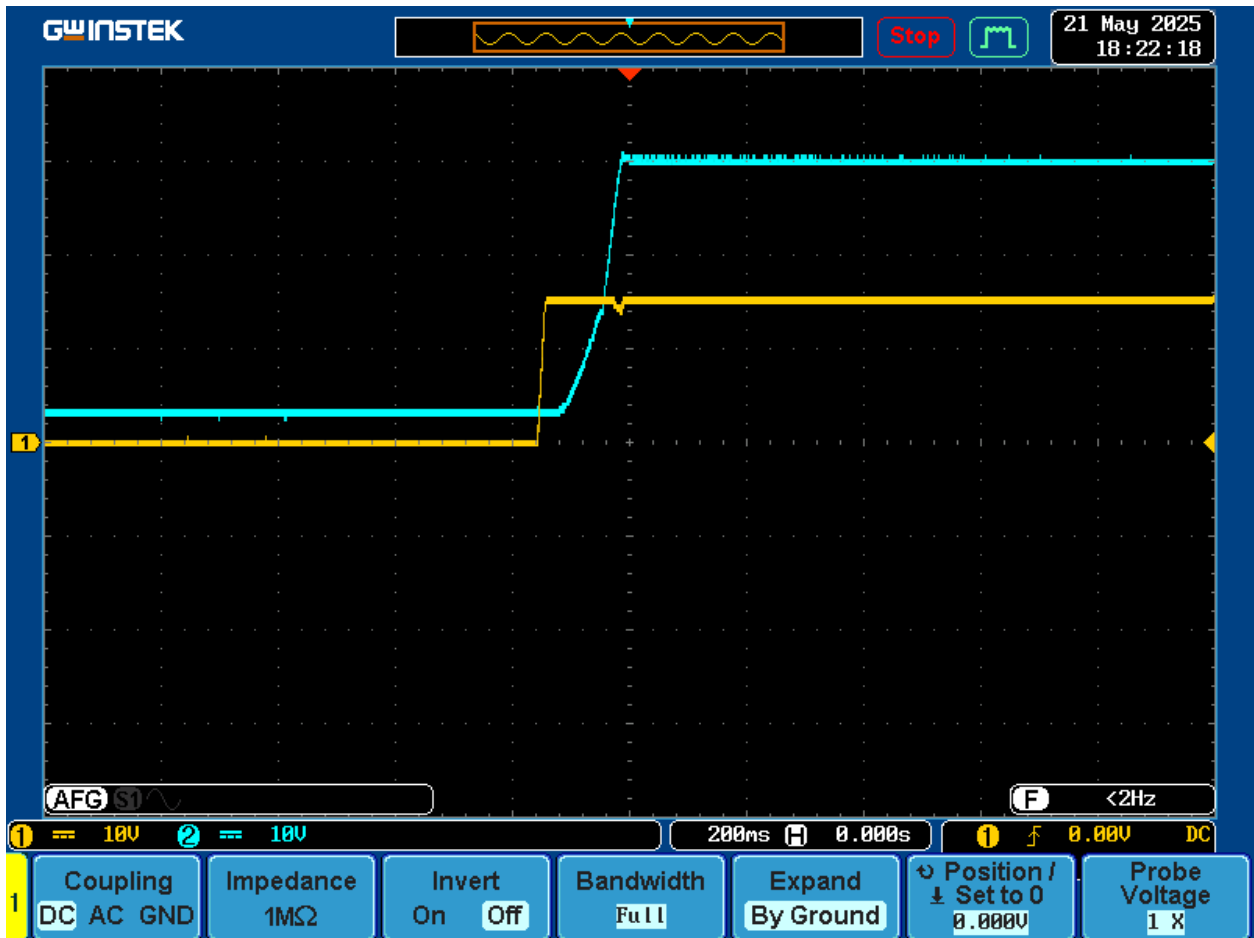 GWINSTEK
Stop
21 May 2025
18:22:18
1
AFG S1
F <2Hz
1 10V 2 10V
200ms H 0.000s
1 0.00V DC
1
Coupling
DC AC GND
Impedance
1MΩ
Invert
On Off
Bandwidth
Full
Expand
By Ground
Position /
Set to 0
0.000V
Probe
Voltage
1 X